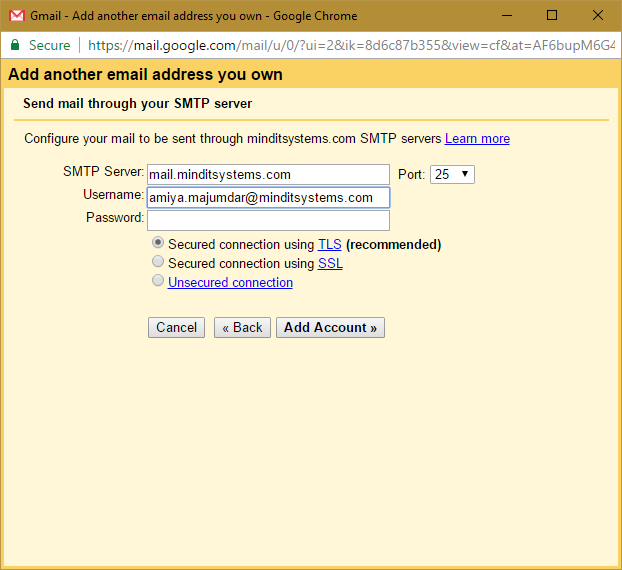 Gmail - Add another email address you own - Google Chrome
Secure https://mail.google.com/mail/u/0/?ui=2&ik=8d6c87b355&view=cf&at=AF6bupM6G4
Add another email address you own
Send mail through your SMTP server
Configure your mail to be sent through minditsystems.com SMTP servers Learn more
SMTP Server: mail.minditsystems.com Port: 25
Username: amiya.majumdar@minditsystems.com
Password:
Secured connection using TLS (recommended)
Secured connection using SSL
Unsecured connection
Cancel « Back Add Account »